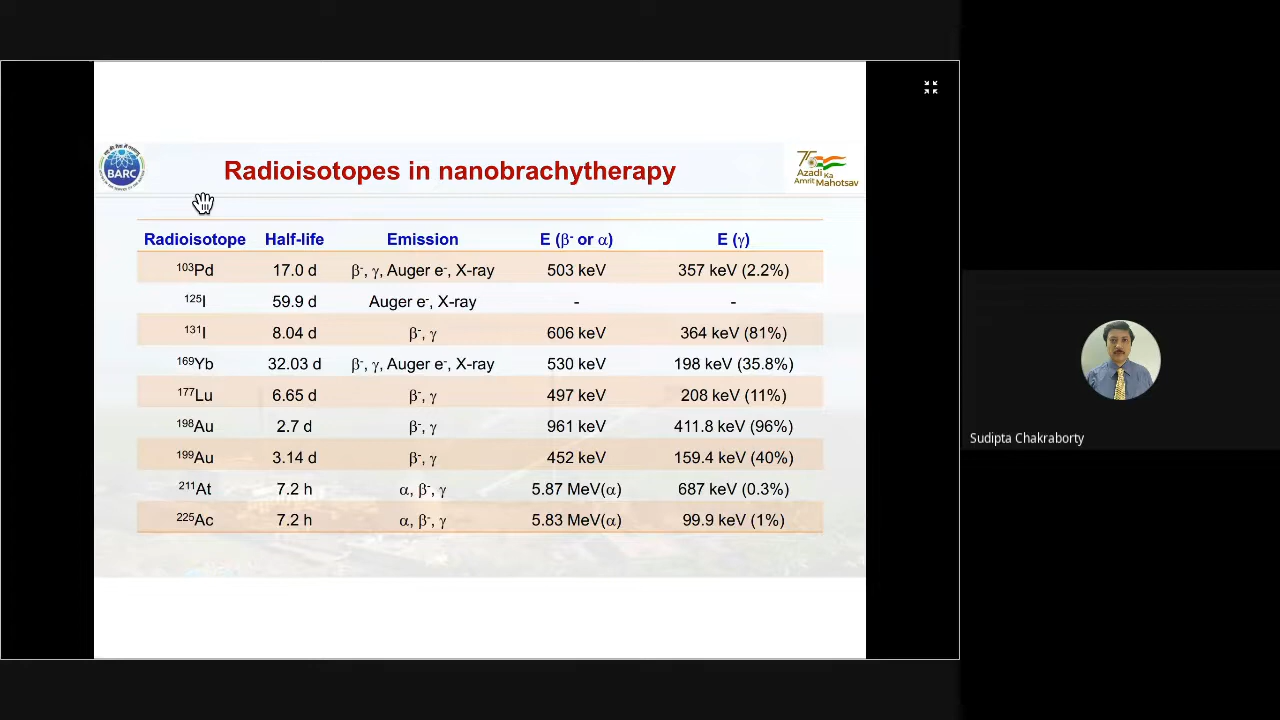 Radioisotopes in nanobrachytherapy
BARC
75
Azadi
Ka
Amrit Mahotsav
Radioisotope Half-life Emission E (β⁻ or α) E (γ)
¹⁰³Pd 17.0 d β⁻, γ, Auger e⁻, X-ray 503 keV 357 keV (2.2%)
¹²⁵I 59.9 d Auger e⁻, X-ray - -
¹³¹I 8.04 d β⁻, γ 606 keV 364 keV (81%)
¹⁶⁹Yb 32.03 d β⁻, γ, Auger e⁻, X-ray 530 keV 198 keV (35.8%)
¹⁷⁷Lu 6.65 d β⁻, γ 497 keV 208 keV (11%)
¹⁹⁸Au 2.7 d β⁻, γ 961 keV 411.8 keV (96%)
¹⁹⁹Au 3.14 d β⁻, γ 452 keV 159.4 keV (40%)
²¹¹At 7.2 h α, β⁻, γ 5.87 MeV(α) 687 keV (0.3%)
²²⁵Ac 7.2 h α, β⁻, γ 5.83 MeV(α) 99.9 keV (1%)
Sudipta Chakraborty